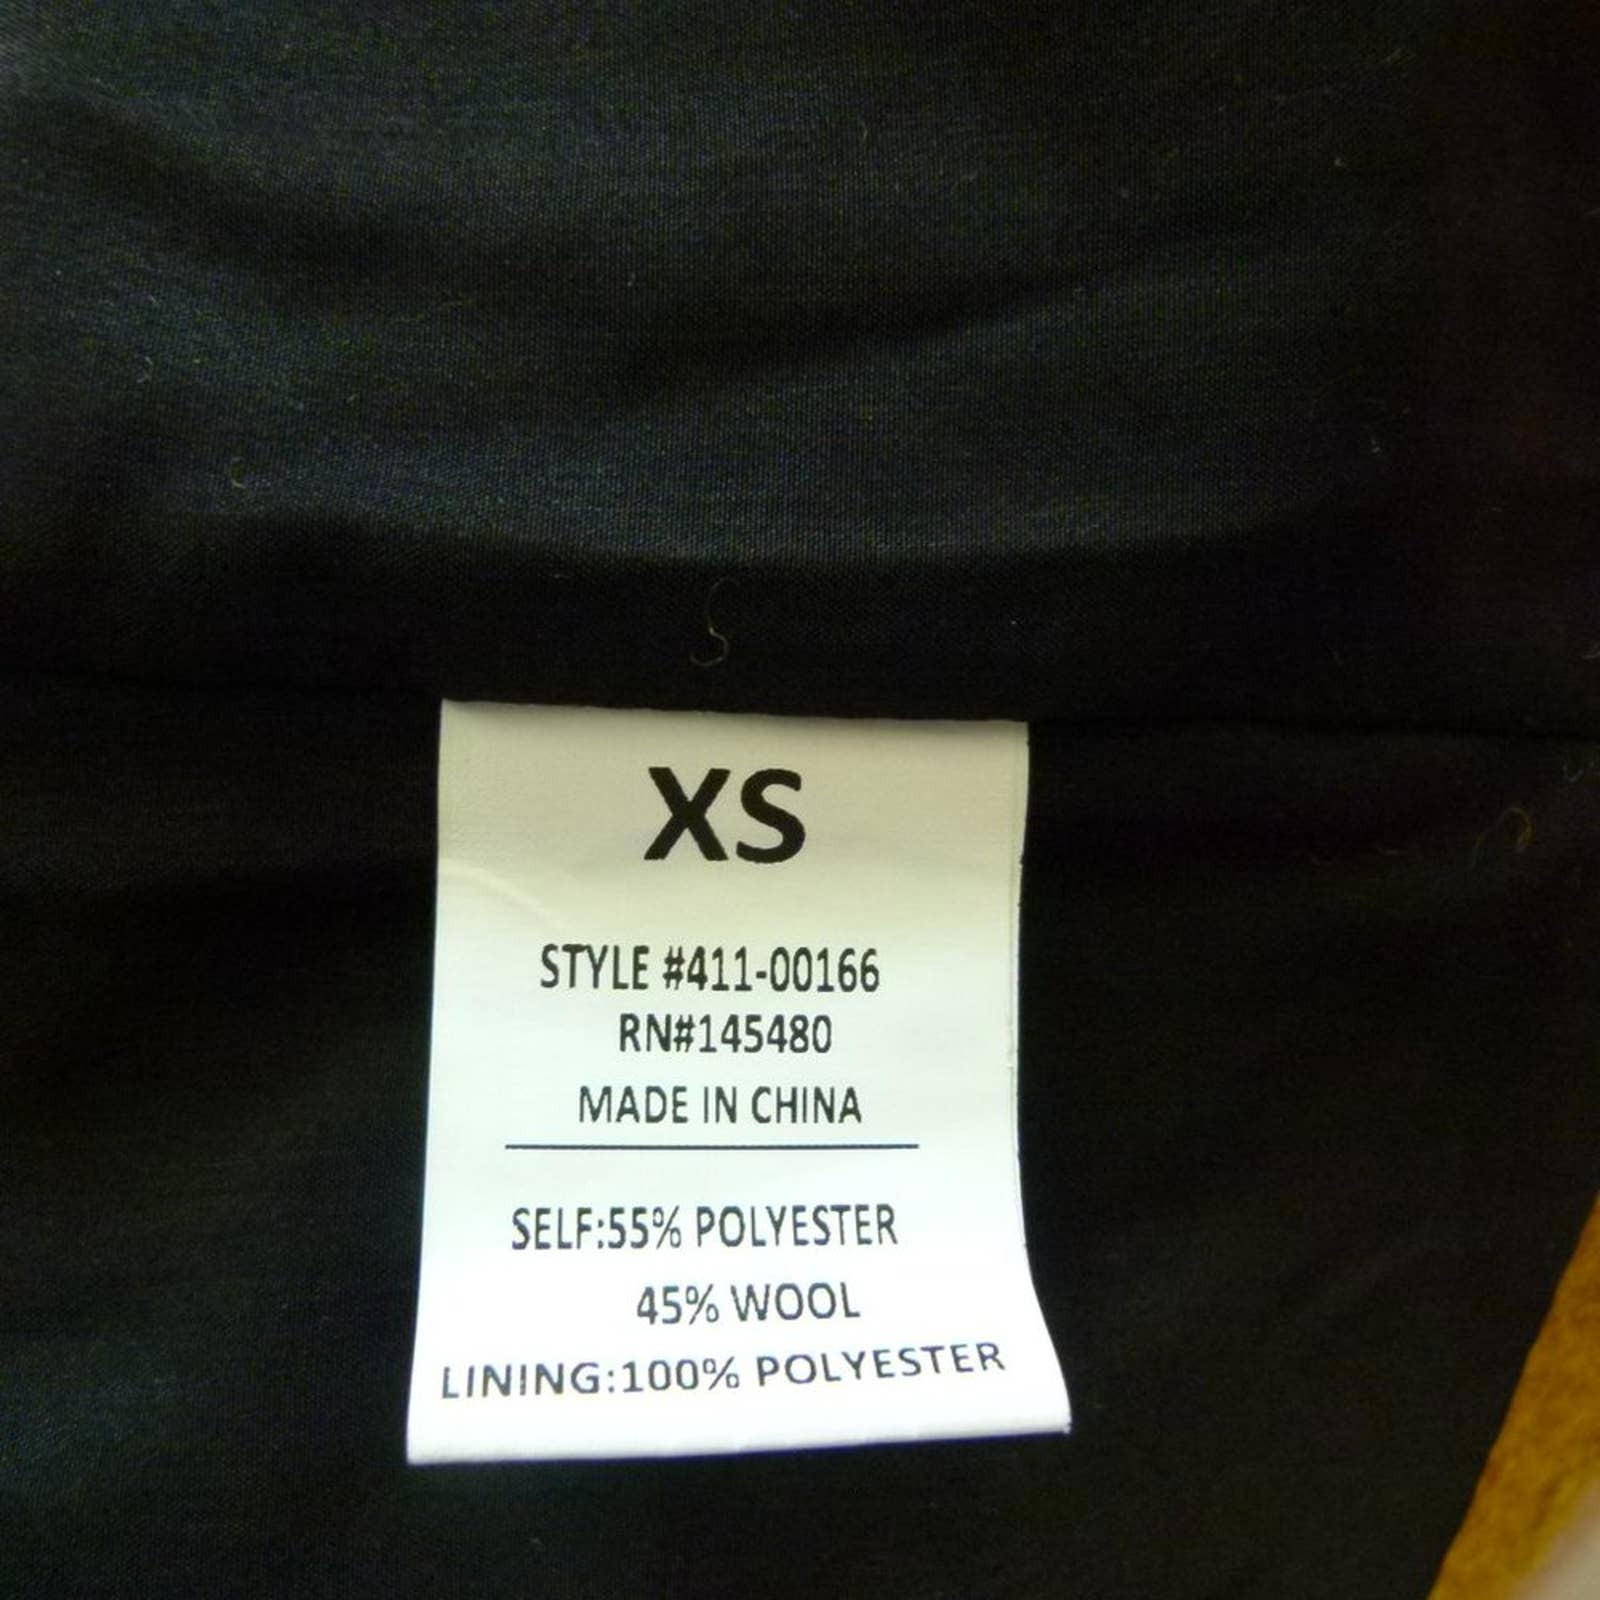 XS
STYLE #411-00166
RN#145480
MADE IN CHINA
SELF:55% POLYESTER
45% WOOL
LINING:100% POLYESTER